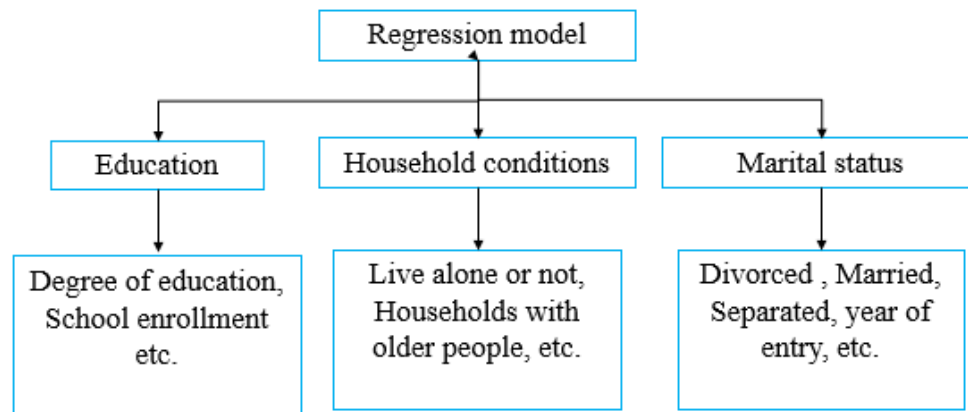 Regression model
Education
Household conditions
Marital status
Degree of education,
School enrollment
etc.
Live alone or not,
Households with
older people, etc.
Divorced , Married,
Separated, year of
entry, etc.